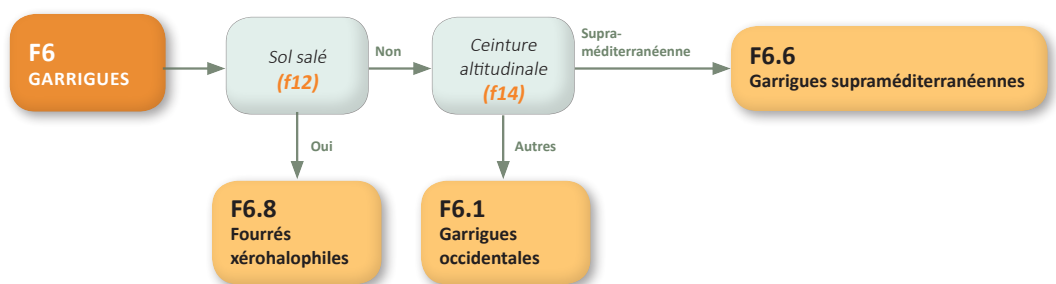 F6
GARRIGUES
Sol salé
(f12)
Non
Ceinture
altitudinale
(f14)
Supra-
méditerranéenne
F6.6
Garrigues supraméditerranéennes
Oui
Autres
F6.8
Fourrés
xérohalophiles
F6.1
Garrigues
occidentales